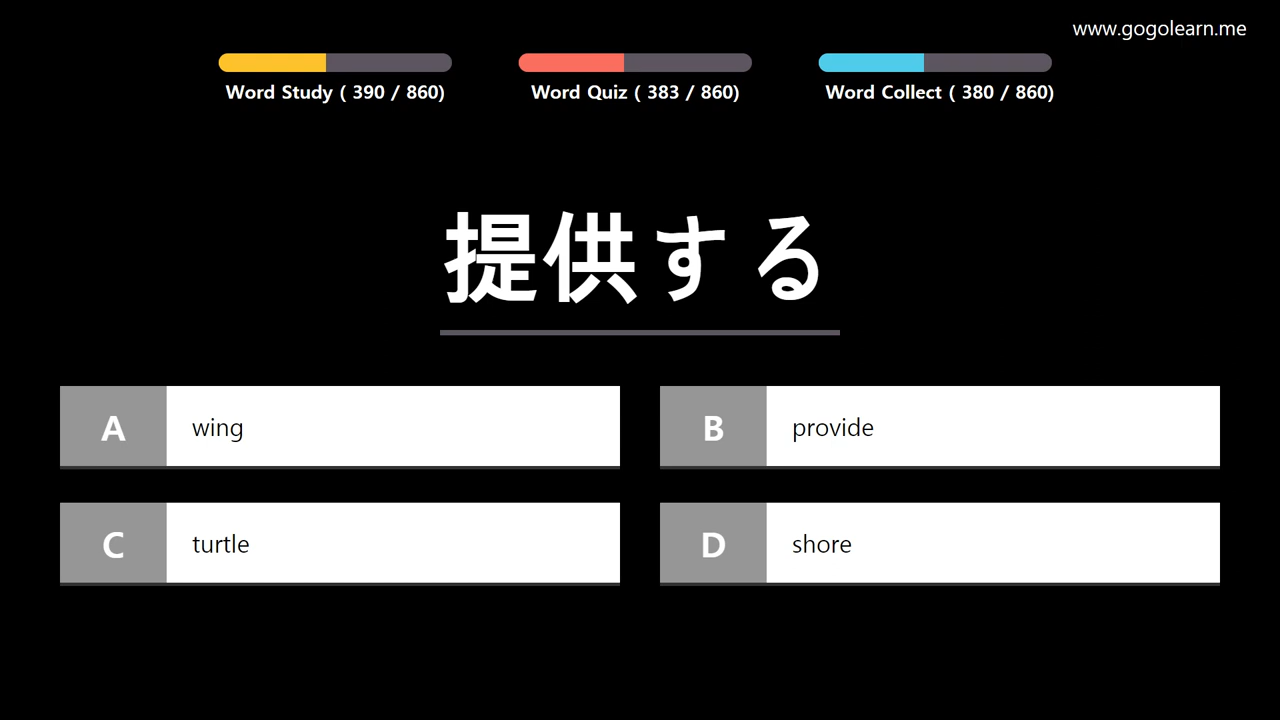 www.gogolearn.me
Word Study ( 390 / 860)
Word Quiz ( 383 / 860)
Word Collect ( 380 / 860)
提供する
A wing
B provide
C turtle
D shore